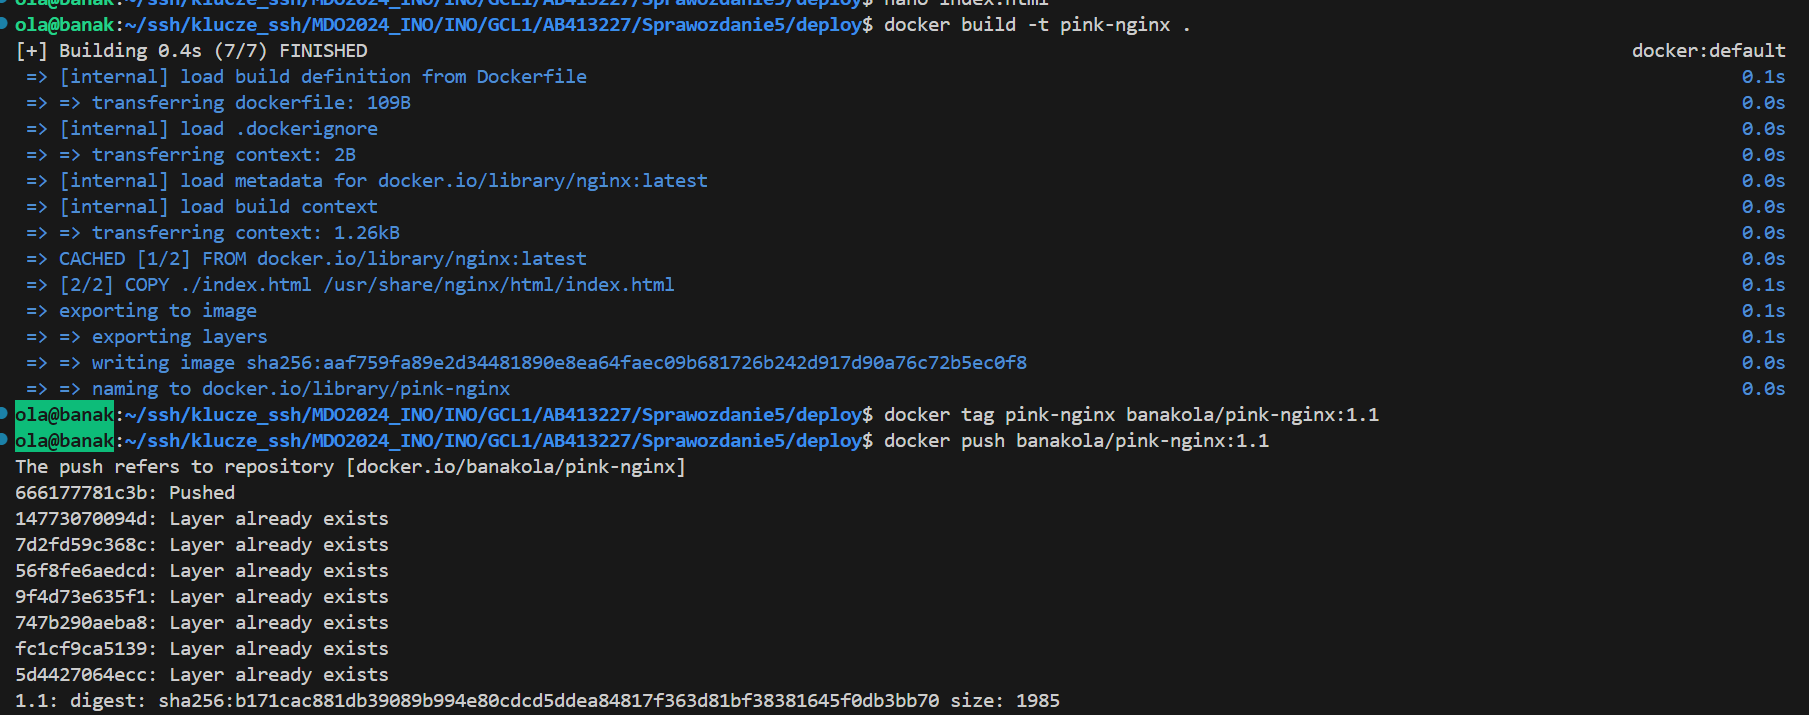 ola@banak:~/ssh/klucze_ssh/MDO2024_INO/INO/GCL1/AB413227/Sprawozdanie5/deploy$ nano index.html
ola@banak:~/ssh/klucze_ssh/MDO2024_INO/INO/GCL1/AB413227/Sprawozdanie5/deploy$ docker build -t pink-nginx .
[+] Building 0.4s (7/7) FINISHED docker:default
=> [internal] load build definition from Dockerfile 0.1s
=> => transferring dockerfile: 109B 0.0s
=> [internal] load .dockerignore 0.0s
=> => transferring context: 2B 0.0s
=> [internal] load metadata for docker.io/library/nginx:latest 0.0s
=> [internal] load build context 0.0s
=> => transferring context: 1.26kB 0.0s
=> CACHED [1/2] FROM docker.io/library/nginx:latest 0.0s
=> [2/2] COPY ./index.html /usr/share/nginx/html/index.html 0.1s
=> exporting to image 0.1s
=> => exporting layers 0.1s
=> => writing image sha256:aaf759fa89e2d34481890e8ea64faec09b681726b242d917d90a76c72b5ec0f8 0.0s
=> => naming to docker.io/library/pink-nginx 0.0s
ola@banak:~/ssh/klucze_ssh/MDO2024_INO/INO/GCL1/AB413227/Sprawozdanie5/deploy$ docker tag pink-nginx banakola/pink-nginx:1.1
ola@banak:~/ssh/klucze_ssh/MDO2024_INO/INO/GCL1/AB413227/Sprawozdanie5/deploy$ docker push banakola/pink-nginx:1.1
The push refers to repository [docker.io/banakola/pink-nginx]
666177781c3b: Pushed
14773070094d: Layer already exists
7d2fd59c368c: Layer already exists
56f8fe6aedcd: Layer already exists
9f4d73e635f1: Layer already exists
747b290aeba8: Layer already exists
fc1cf9ca5139: Layer already exists
5d4427064ecc: Layer already exists
1.1: digest: sha256:b171cac881db39089b994e80cdcd5ddea84817f363d81bf38381645f0db3bb70 size: 1985